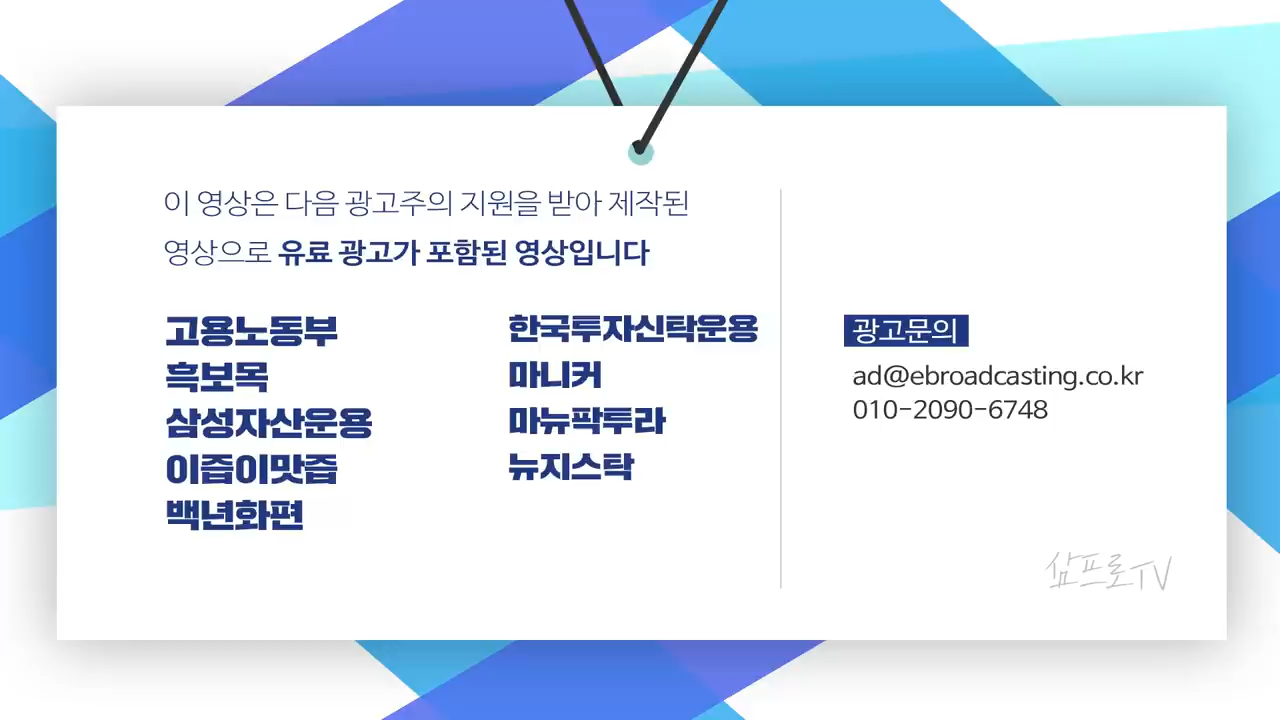 이 영상은 다음 광고주의 지원을 받아 제작된
영상으로 유료 광고가 포함된 영상입니다
고용노동부
흑보목
삼성자산운용
이즙이맛즙
백년화편
한국투자신탁운용
마니커
마뉴팍투라
뉴지스탁
광고문의
ad@ebroadcasting.co.kr
010-2090-6748
삼프로TV